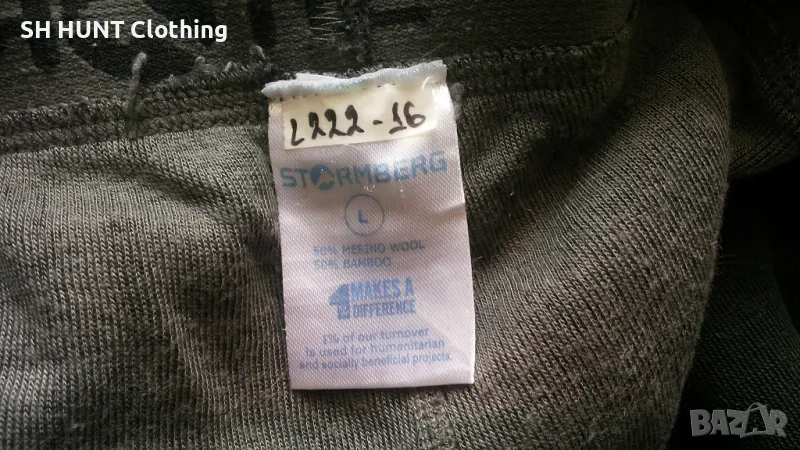 SH HUNT Clothing
L222-16
STORMBERG
L
50% MERINO WOOL
50% BAMBOO
1% MAKES A
DIFFERENCE
1% of our turnover
is used for humanitarian
and socially beneficial projects.
BAZAR